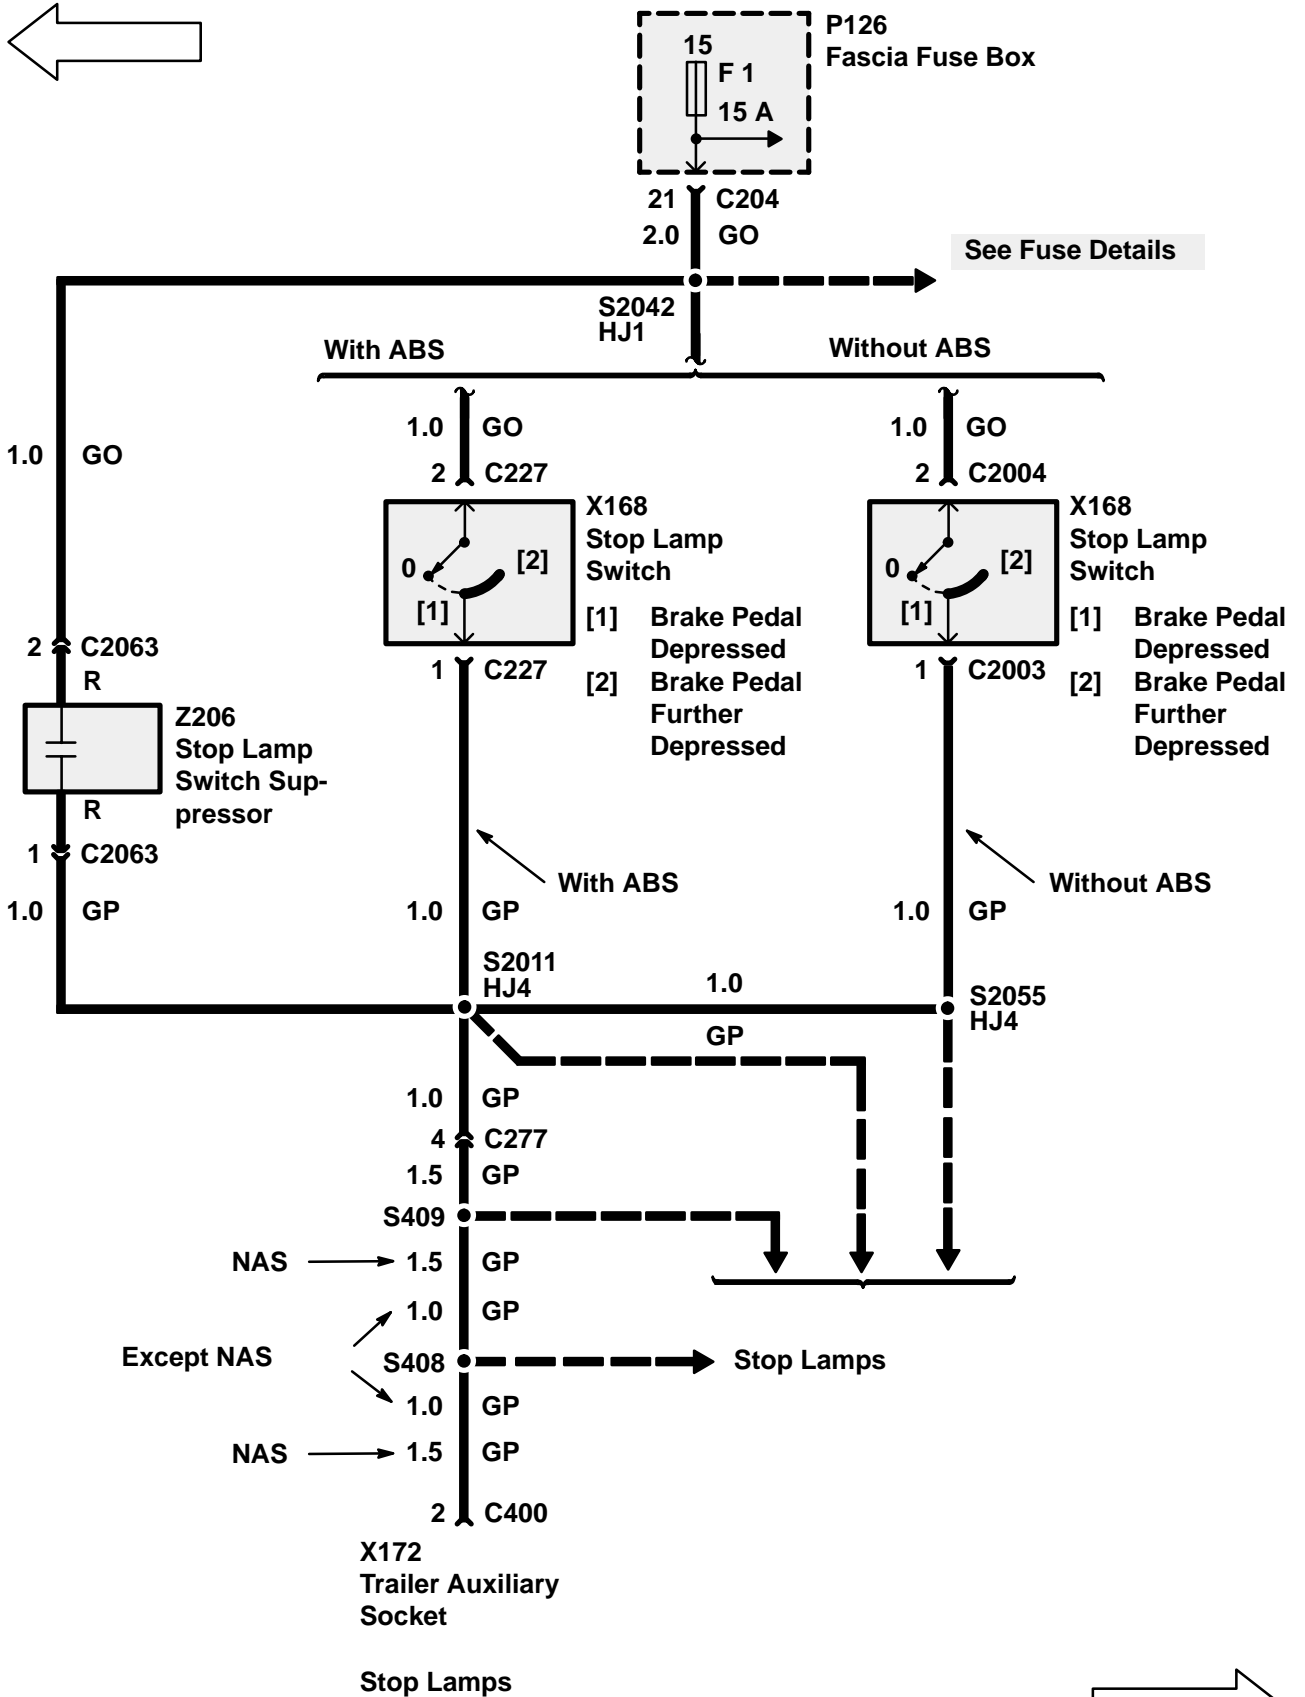 P126
Fascia Fuse Box
15
F 1
15 A
21 C204
2.0 GO
See Fuse Details
S2042
HJ1
With ABS
Without ABS
1.0 GO
1.0 GO
1.0 GO
2 C227
2 C2004
X168
Stop Lamp
Switch
0
[2]
[1]
[1] Brake Pedal
Depressed
[2] Brake Pedal
Further
Depressed
1 C227
X168
Stop Lamp
Switch
0
[2]
[1]
[1] Brake Pedal
Depressed
[2] Brake Pedal
Further
Depressed
1 C2003
2 C2063
R
Z206
Stop Lamp
Switch Sup-
pressor
R
1 C2063
With ABS
Without ABS
1.0 GP
1.0 GP
1.0 GP
S2011
HJ4
1.0
GP
S2055
HJ4
1.0 GP
4 C277
1.5 GP
S409
NAS
1.5 GP
1.0 GP
Except NAS
S408
Stop Lamps
1.0 GP
NAS
1.5 GP
2 C400
X172
Trailer Auxiliary
Socket
Stop Lamps